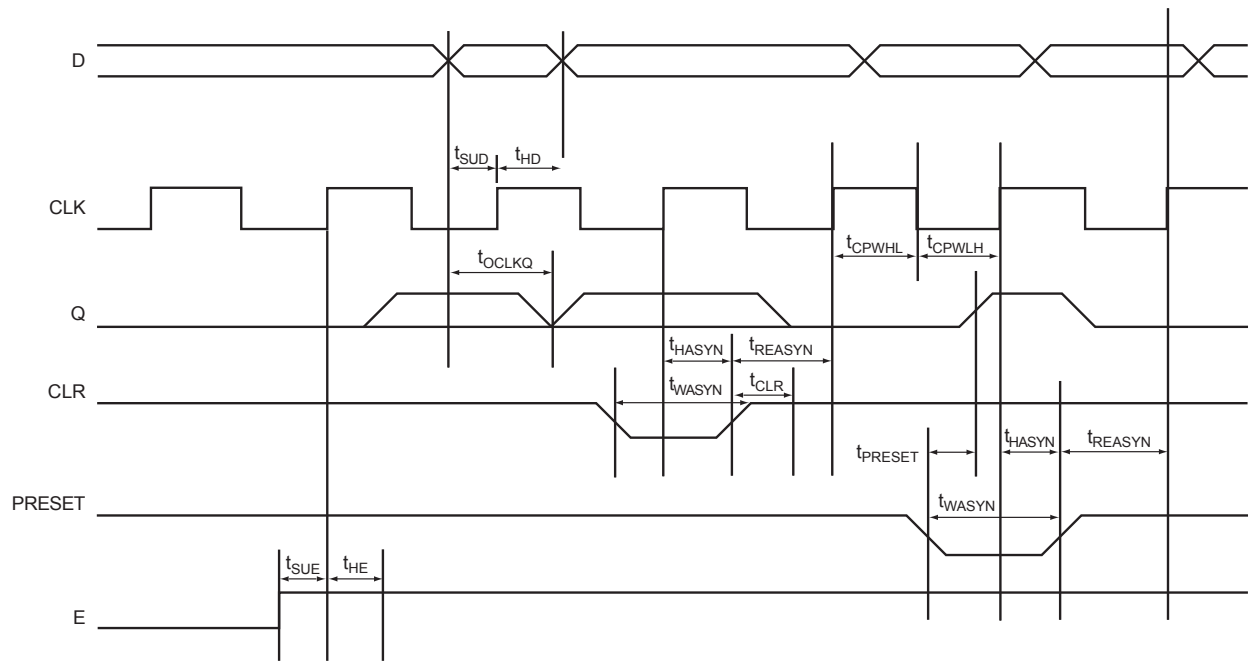 D
tSUD
tHD
CLK
tOCLKQ
tCPWHL
tCPWLH
Q
tHASYN
tREASYN
tWASYN
tCLR
CLR
tPRESET
tHASYN
tREASYN
PRESET
tWASYN
tSUE
tHE
E